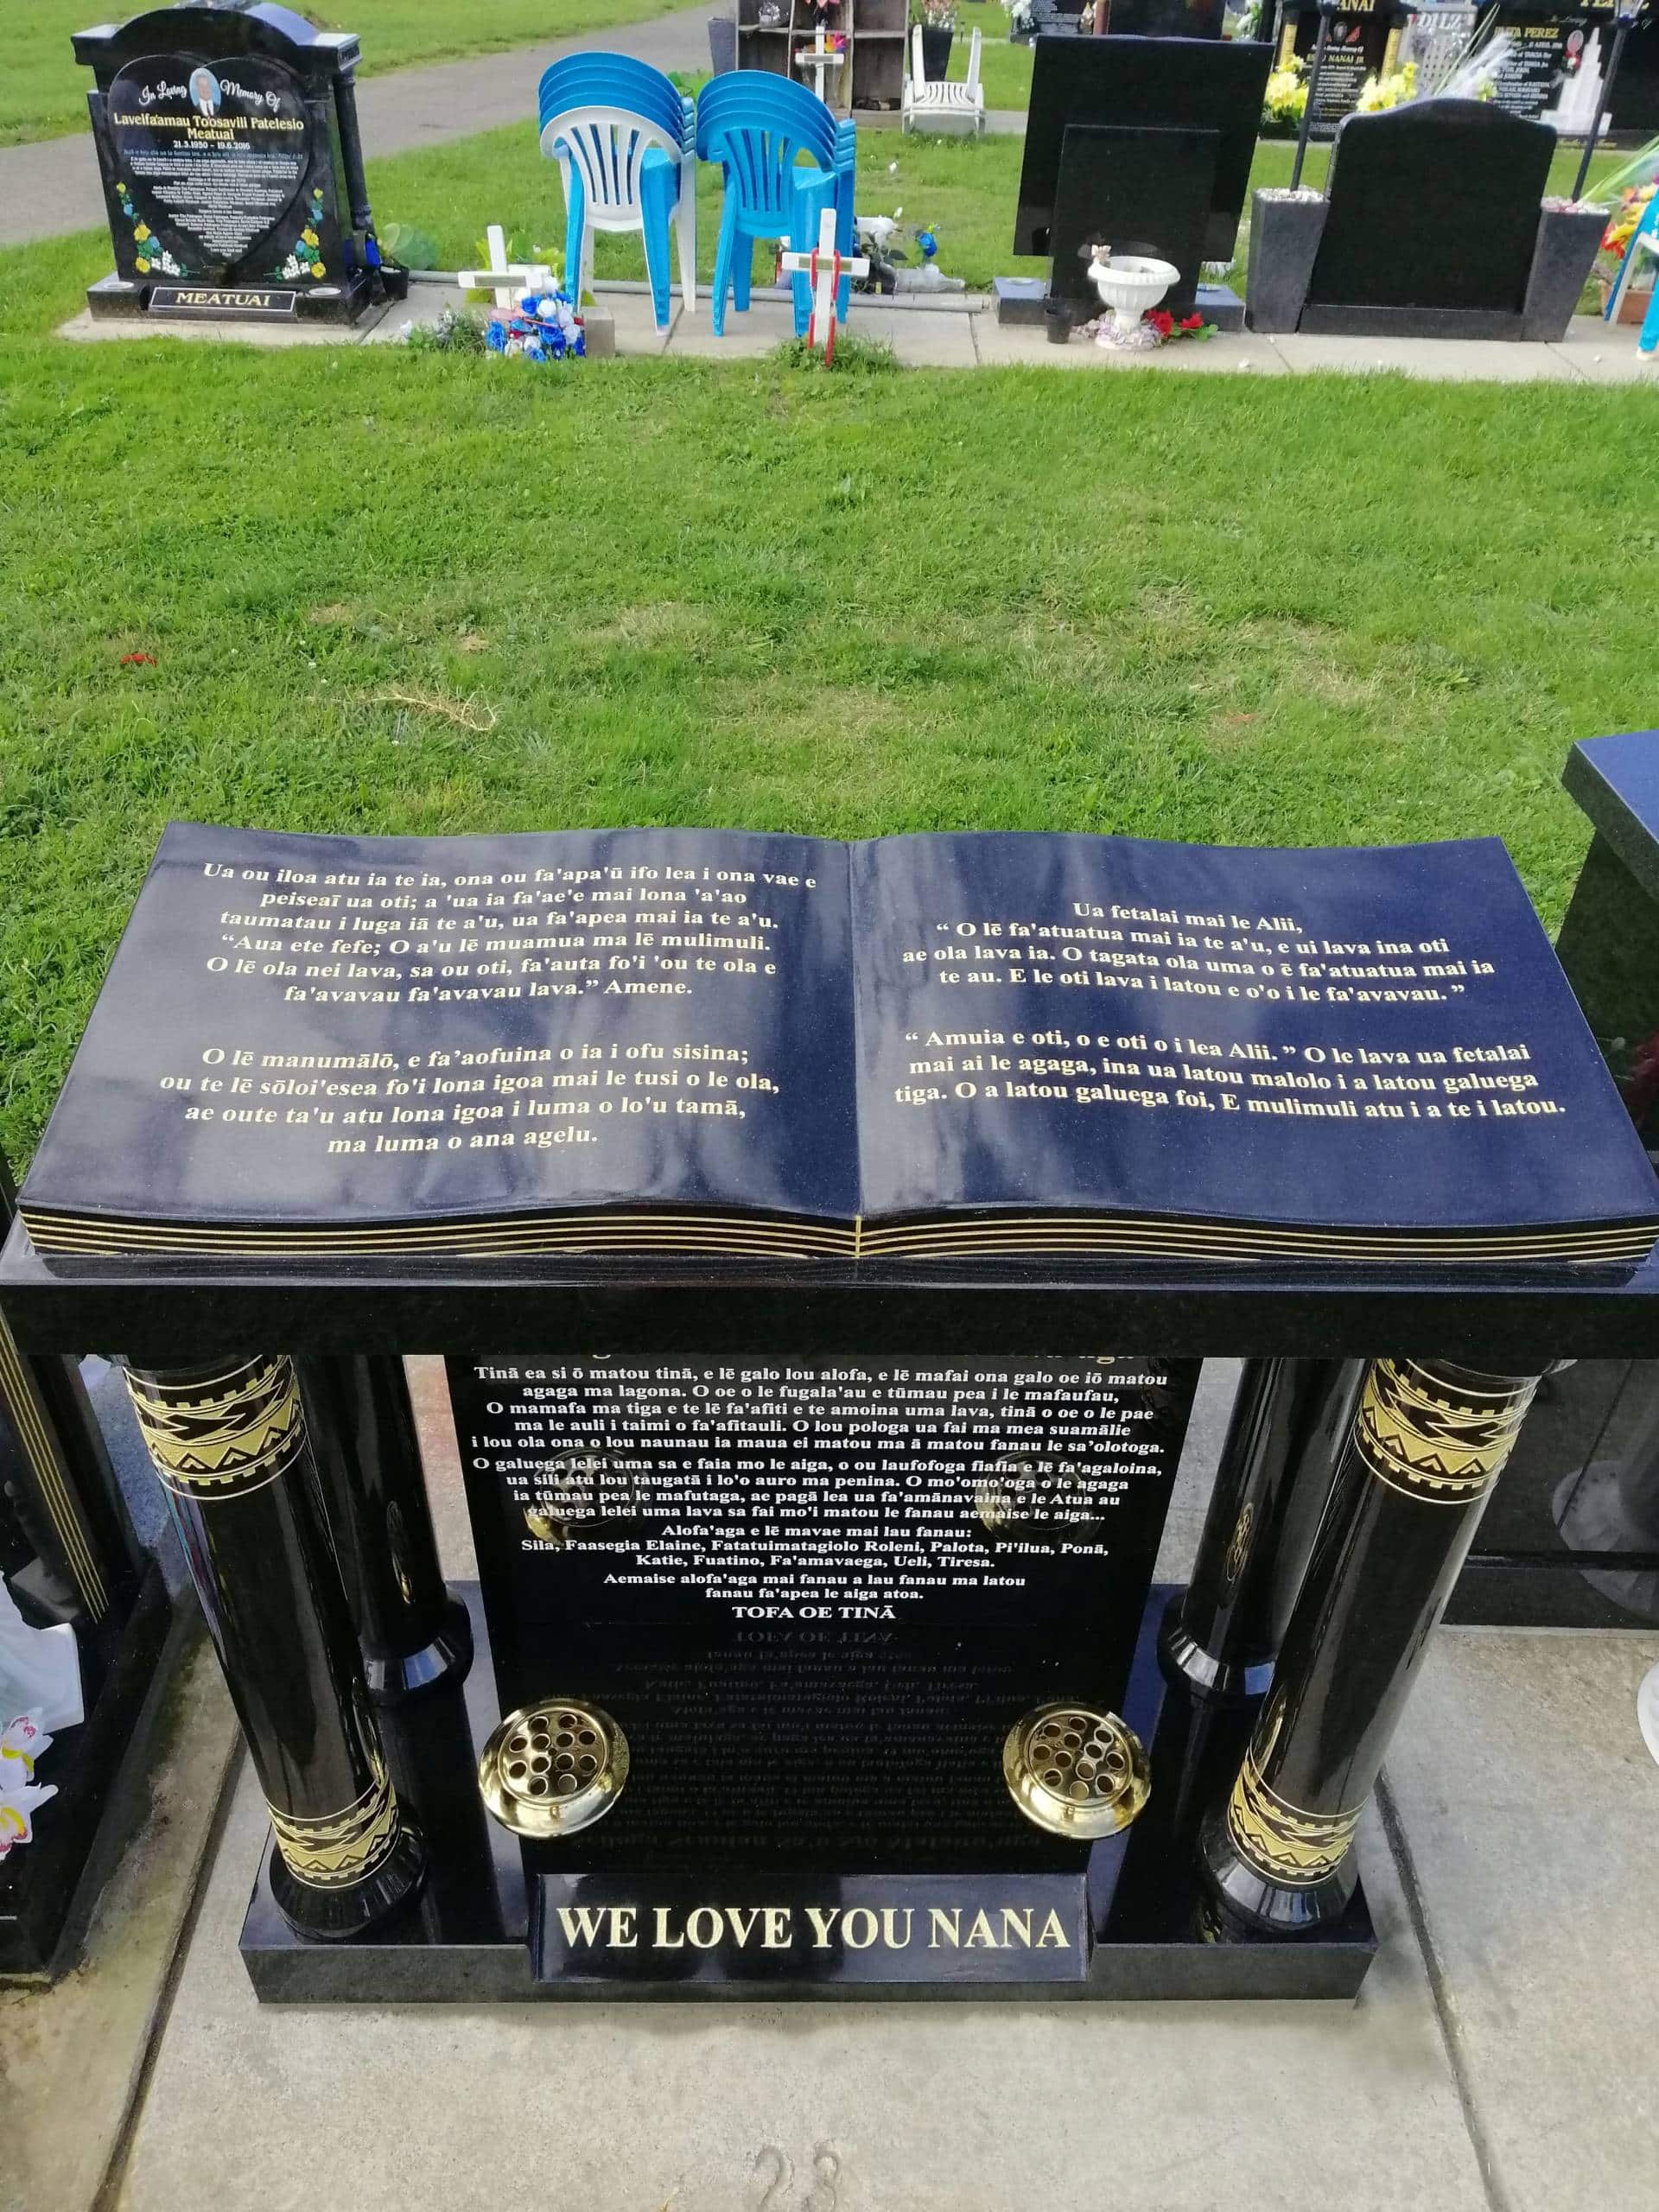 In Loving Memory Of
Laveifa'amau To'osavili Patelesio
Meatuai
21.3.1950 - 19.6.2016
MEATUAI
NANAI
PEREZ
Ua ou iloa atu ia te ia, ona ou fa'apa'ū ifo lea i ona vae e
peiseaī ua oti; a 'ua ia fa'ae'e mai lona 'a'ao
taumatau i luga iā te a'u, ua fa'apea mai ia te a'u.
“Aua ete fefe; O a'u lē muamua ma lē mulimuli.
O lē ola nei lava, sa ou oti, fa'auta fo'i 'ou te ola e
fa'avavau fa'avavau lava.” Amene.
O lē manumālō, e fa’aofuina o ia i ofu sisina;
ou te lē sōloi'esea fo'i lona igoa mai le tusi o le ola,
ae oute ta'u atu lona igoa i luma o lo'u tamā,
ma luma o ana agelu.
Ua fetalai mai le Alii,
“ O lē fa'atuatua mai ia te a'u, e ui lava ina oti
ae ola lava ia. O tagata ola uma o ē fa'atuatua mai ia
te au. E le oti lava i latou e o'o i le fa'avavau. ”
“ Amuia e oti, o e oti o i lea Alii. ” O le lava ua fetalai
mai ai le agaga, ina ua latou malolo i a latou galuega
tiga. O a latou galuega foi, E mulimuli atu i a te i latou.
Tinā ea si ō matou tinā, e lē galo lou alofa, e lē mafai ona galo oe iō matou
agaga ma lagona. O oe o le fugala'au e tūmau pea i le mafaufau,
O mamafa ma tiga e te lē fa'afiti e te amoina uma lava, tinā o oe o le pae
ma le auli i taimi o fa'afitauli. O lou pologa ua fai ma mea suamālie
i lou ola ona o lou naunau ia maua ei matou ma ā matou fanau le sa’olotoga.
O galuega lelei uma sa e faia mo le aiga, o ou laufofoga fiafia e lē fa'agaloina,
ua sili atu lou taugatā i lo'o auro ma penina. O mo'omo'oga o le agaga
ia tūmau pea le mafutaga, ae pagā lea ua fa'amānavaina e le Atua au
galuega lelei uma lava sa fai mo'i matou le fanau aemaise le aiga...
Alofa'aga e lē mavae mai lau fanau:
Sila, Faasegia Elaine, Fatatuimatagiolo Roleni, Palota, Pi'ilua, Ponā,
Katie, Fuatino, Fa'amavaega, Ueli, Tiresa.
Aemaise alofa'aga mai fanau a lau fanau ma latou
fanau fa'apea le aiga atoa.
TOFA OE TINĀ
WE LOVE YOU NANA
23